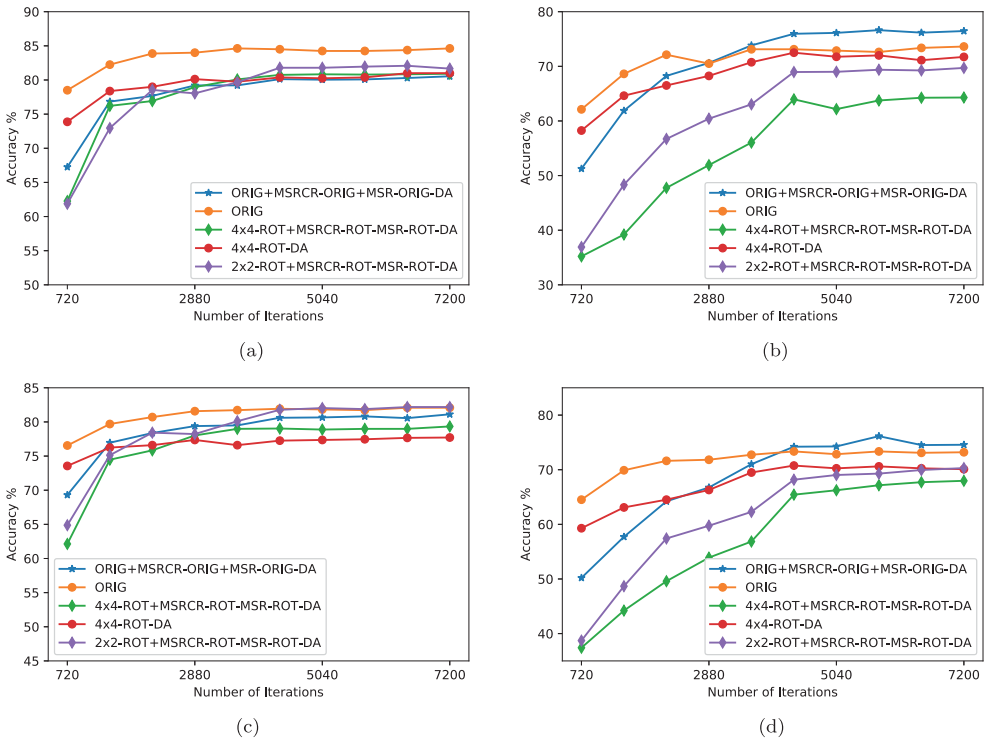 90
85
80
75
70
65
60
55
50
Accuracy %
ORIG+MSRCR-ORIG+MSR-ORIG-DA
ORIG
4x4-ROT+MSRCR-ROT-MSR-ROT-DA
4x4-ROT-DA
2x2-ROT+MSRCR-ROT-MSR-ROT-DA
720 2880 5040 7200
Number of Iterations
(a)
80
70
60
50
40
30
Accuracy %
ORIG+MSRCR-ORIG+MSR-ORIG-DA
ORIG
4x4-ROT+MSRCR-ROT-MSR-ROT-DA
4x4-ROT-DA
2x2-ROT+MSRCR-ROT-MSR-ROT-DA
720 2880 5040 7200
Number of Iterations
(b)
85
80
75
70
65
60
55
50
45
Accuracy %
ORIG+MSRCR-ORIG+MSR-ORIG-DA
ORIG
4x4-ROT+MSRCR-ROT-MSR-ROT-DA
4x4-ROT-DA
2x2-ROT+MSRCR-ROT-MSR-ROT-DA
720 2880 5040 7200
Number of Iterations
(c)
80
70
60
50
40
Accuracy %
ORIG+MSRCR-ORIG+MSR-ORIG-DA
ORIG
4x4-ROT+MSRCR-ROT-MSR-ROT-DA
4x4-ROT-DA
2x2-ROT+MSRCR-ROT-MSR-ROT-DA
720 2880 5040 7200
Number of Iterations
(d)